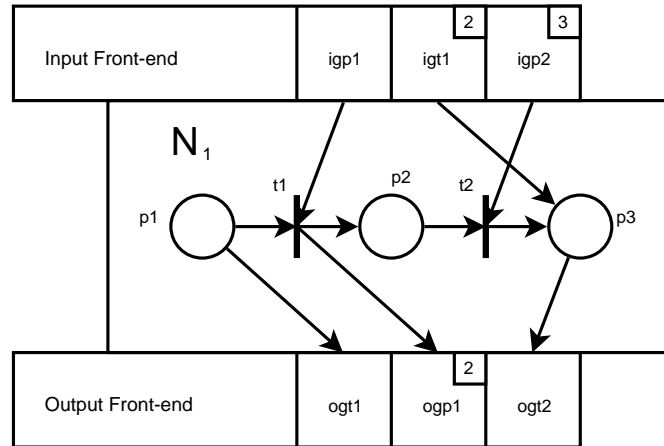 2 3
Input Front-end igp1 igt1 igp2
N1
p1 t1 p2 t2 p3
2
Output Front-end ogt1 ogp1 ogt2